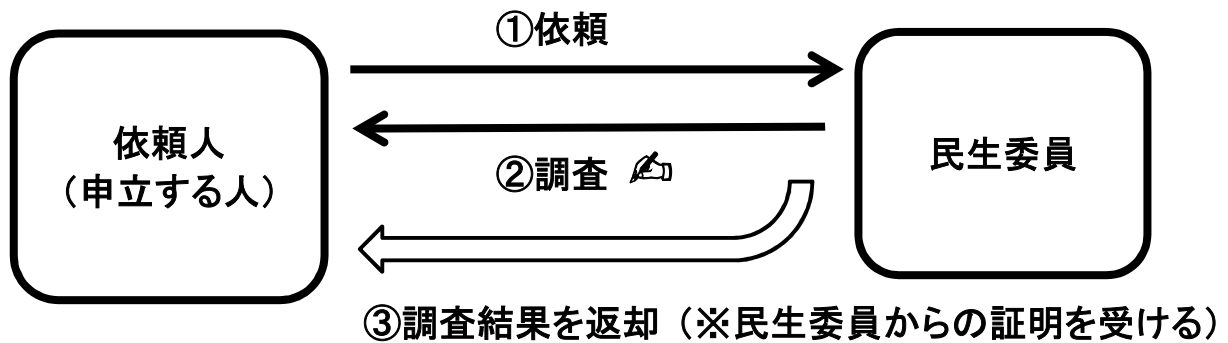 ①依頼
依頼人
（申立する人）
民生委員
②調査
③調査結果を返却（※民生委員からの証明を受ける）